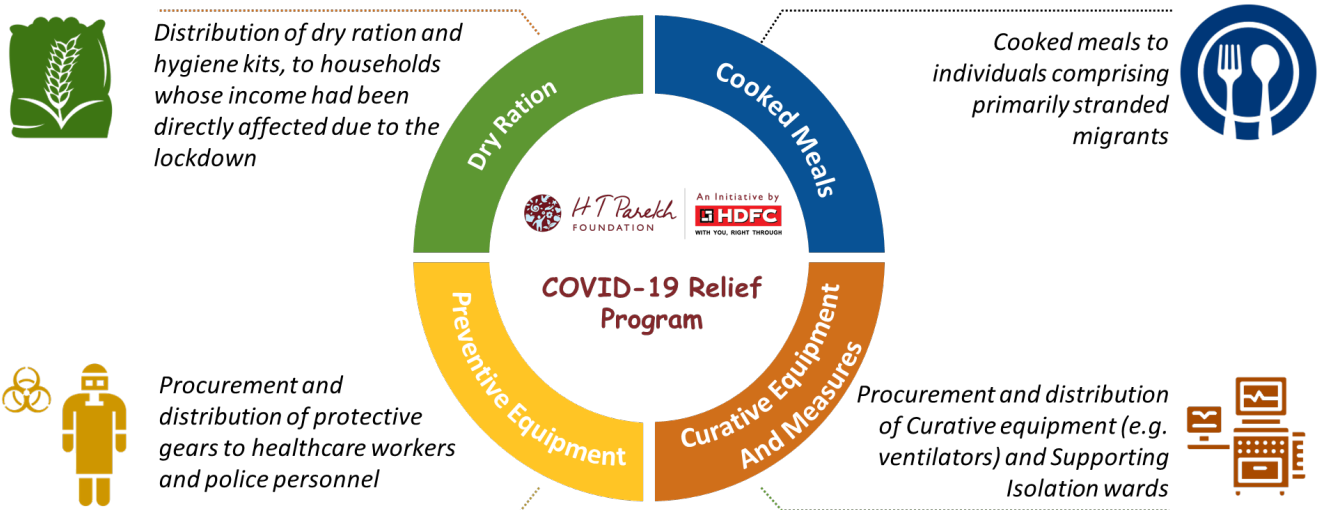 Distribution of dry ration and
hygiene kits, to households
whose income had been
directly affected due to the
lockdown
Dry Ration
Cooked Meals
Cooked meals to
individuals comprising
primarily stranded
migrants
H T Parekh
FOUNDATION
An Initiative by
HDFC
WITH YOU, RIGHT THROUGH
COVID-19 Relief
Program
Preventive Equipment
Curative Equipment
And Measures
Procurement and
distribution of protective
gears to healthcare workers
and police personnel
Procurement and distribution
of Curative equipment (e.g.
ventilators) and Supporting
Isolation wards